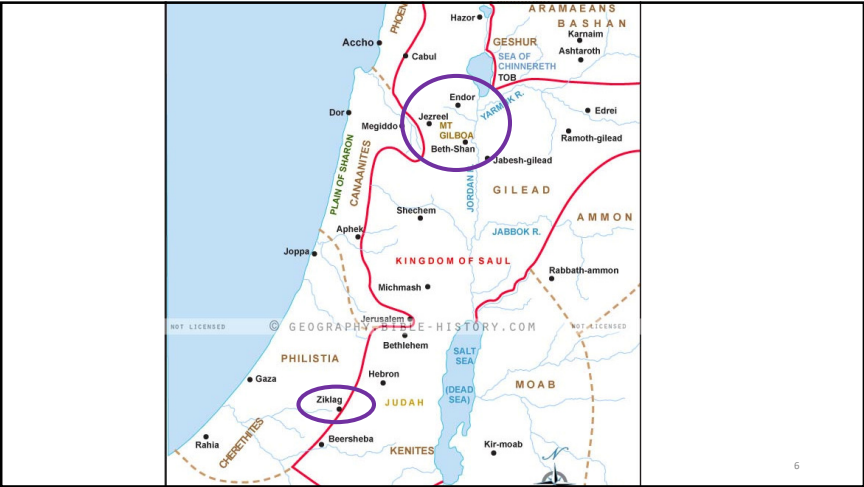 ARAMAEANS
BASHAN
Hazor
PHOEN
Karnaim
Accho
GESHUR
Ashtaroth
Cabul
SEA OF
CHINNERETH
TOB
Endor
YARMUK R.
Edrei
Dor
Jezreel
Megiddo
MT
GILBOA
Ramoth-gilead
Beth-Shan
Jabesh-gilead
PLAIN OF SHARON
CANAANITES
JORDAN
GILEAD
Shechem
AMMON
Aphek
JABBOK R.
Joppa
KINGDOM OF SAUL
Rabbath-ammon
Michmash
Jerusalem
NOT LICENSED
© GEOGRAPHY.BIBLE-HISTORY.COM
NOT LICENSED
Bethlehem
PHILISTIA
SALT
SEA
Gaza
Hebron
(DEAD
SEA)
MOAB
Ziklag
JUDAH
Rahia
CHERETHITES
Beersheba
KENITES
Kir-moab
N
6